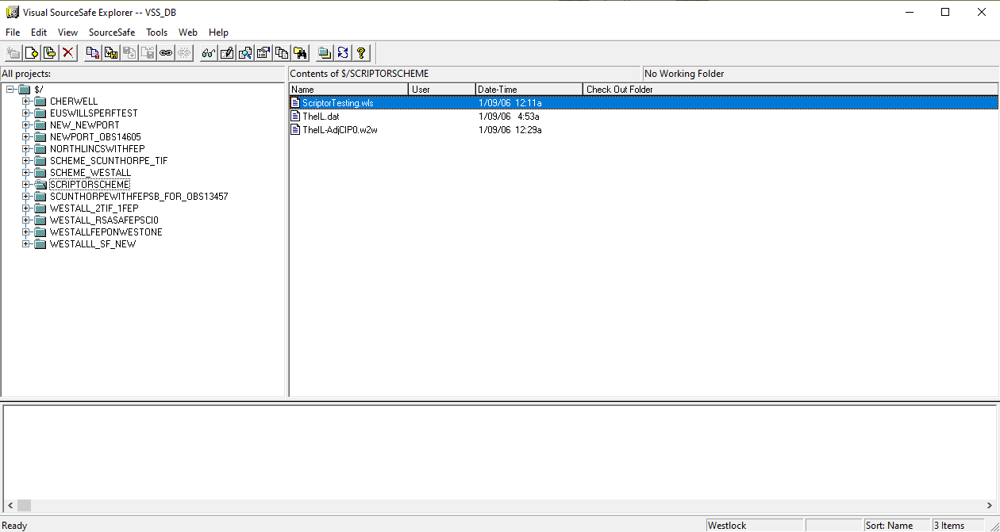 Visual SourceSafe Explorer -- VSS_DB
File Edit View SourceSafe Tools Web Help
All projects:
Contents of $/SCRIPTORSCHEME
No Working Folder
$/
CHERWELL
EUSWILLSPERFTEST
NEW_NEWPORT
NEWPORT_OBS14605
NORTHLINCSWITHFEP
SCHEME_SCUNTHORPE_TIF
SCHEME_WESTALL
SCRIPTORSCHEME
SCUNTHORPEWITHFEPSB_FOR_OBS13457
WESTALL_2TIF_1FEP
WESTALL_RSASAFEPSCI0
WESTALLFEPONWESTONE
WESTALLL_SF_NEW
Name User Date-Time Check Out Folder
ScriptorTesting.wls 1/09/06 12:11a
TheIL.dat 1/09/06 4:53a
TheIL-AdjCIP0.w2w 1/09/06 12:29a
Ready
Westlock
Sort: Name
3 Items